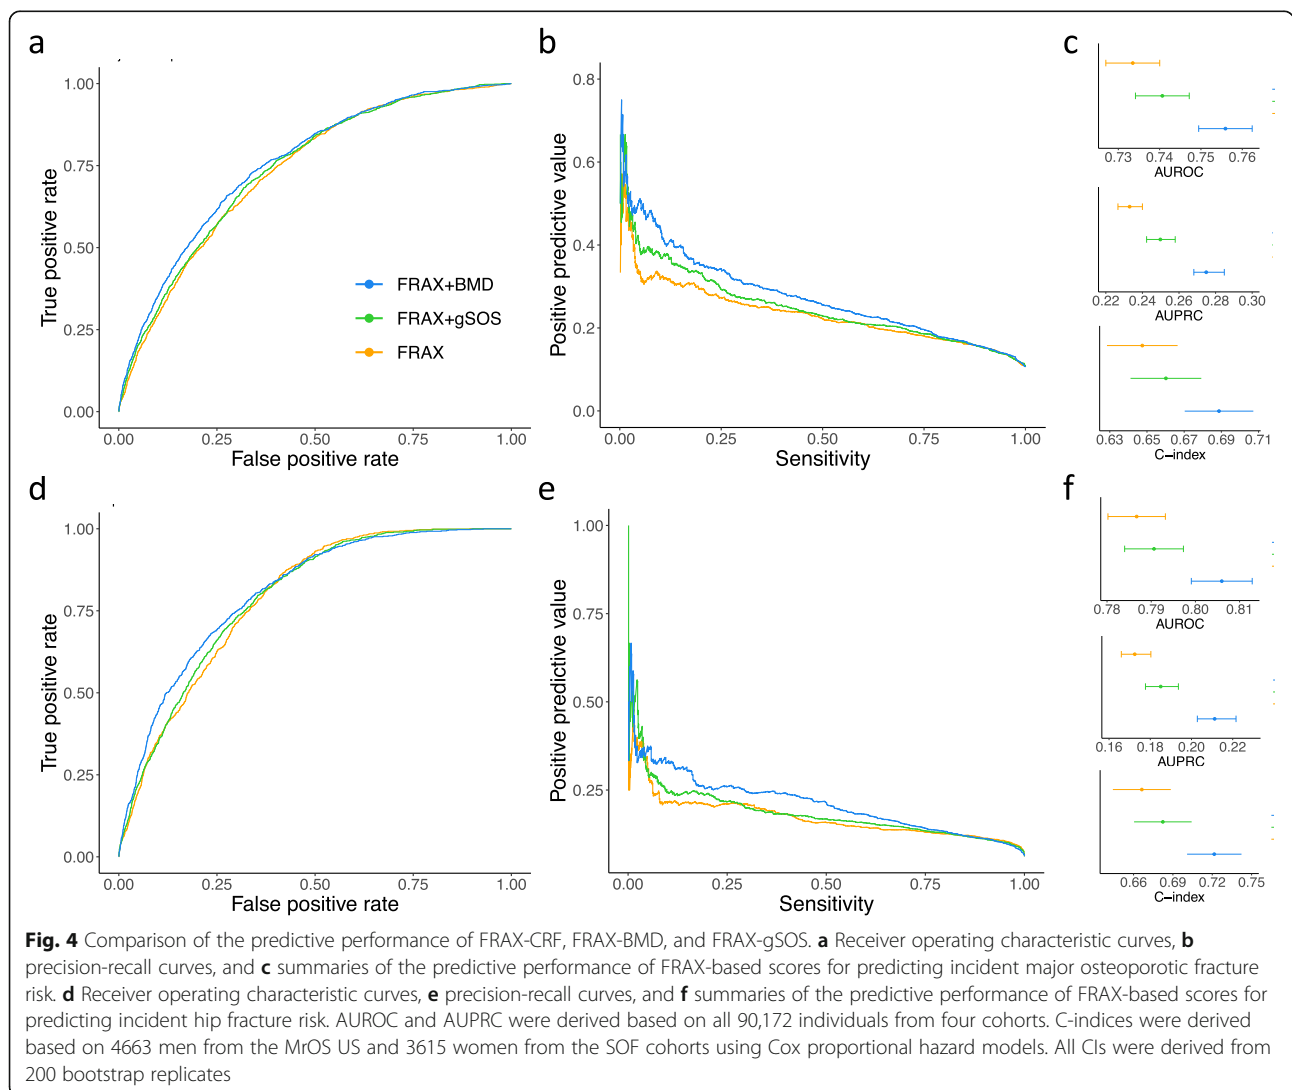 a
1.00
0.75
0.50
0.25
0.00
True positive rate
0.00 0.25 0.50 0.75 1.00
False positive rate
FRAX+BMD
FRAX+gSOS
FRAX
b
0.8
0.6
0.4
0.2
0.0
Positive predictive value
0.00 0.25 0.50 0.75 1.00
Sensitivity
c
0.73 0.74 0.75 0.76
AUROC
0.22 0.24 0.26 0.28 0.30
AUPRC
0.63 0.65 0.67 0.69 0.71
C−index
d
1.00
0.75
0.50
0.25
0.00
True positive rate
0.00 0.25 0.50 0.75 1.00
False positive rate
e
1.00
0.75
0.50
0.25
Positive predictive value
0.00 0.25 0.50 0.75 1.00
Sensitivity
f
0.78 0.79 0.80 0.81
AUROC
0.16 0.18 0.20 0.22
AUPRC
0.66 0.69 0.72 0.75
C−index
Fig. 4 Comparison of the predictive performance of FRAX-CRF, FRAX-BMD, and FRAX-gSOS. a Receiver operating characteristic curves, b
precision-recall curves, and c summaries of the predictive performance of FRAX-based scores for predicting incident major osteoporotic fracture
risk. d Receiver operating characteristic curves, e precision-recall curves, and f summaries of the predictive performance of FRAX-based scores for
predicting incident hip fracture risk. AUROC and AUPRC were derived based on all 90,172 individuals from four cohorts. C-indices were derived
based on 4663 men from the MrOS US and 3615 women from the SOF cohorts using Cox proportional hazard models. All CIs were derived from
200 bootstrap replicates